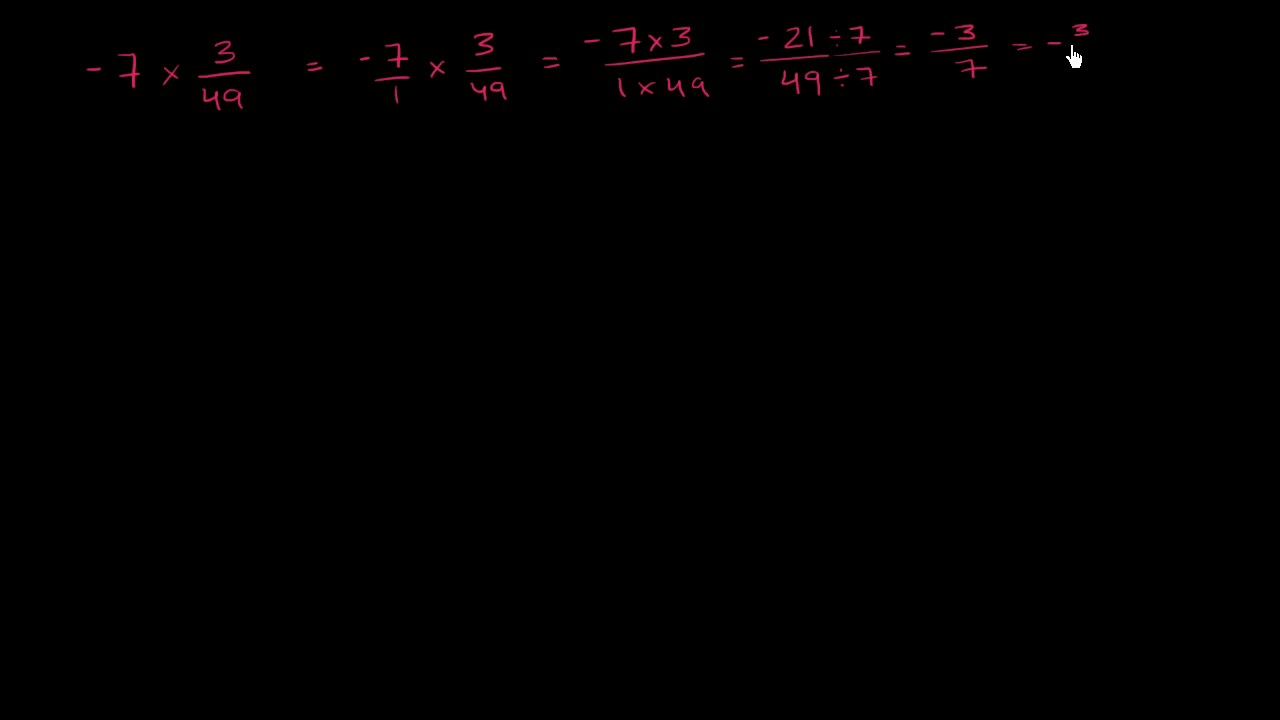 -7 × 3/49 = -7/1 × 3/49 = -7×3/1×49 = -21÷7/49÷7 = -3/7 = -3